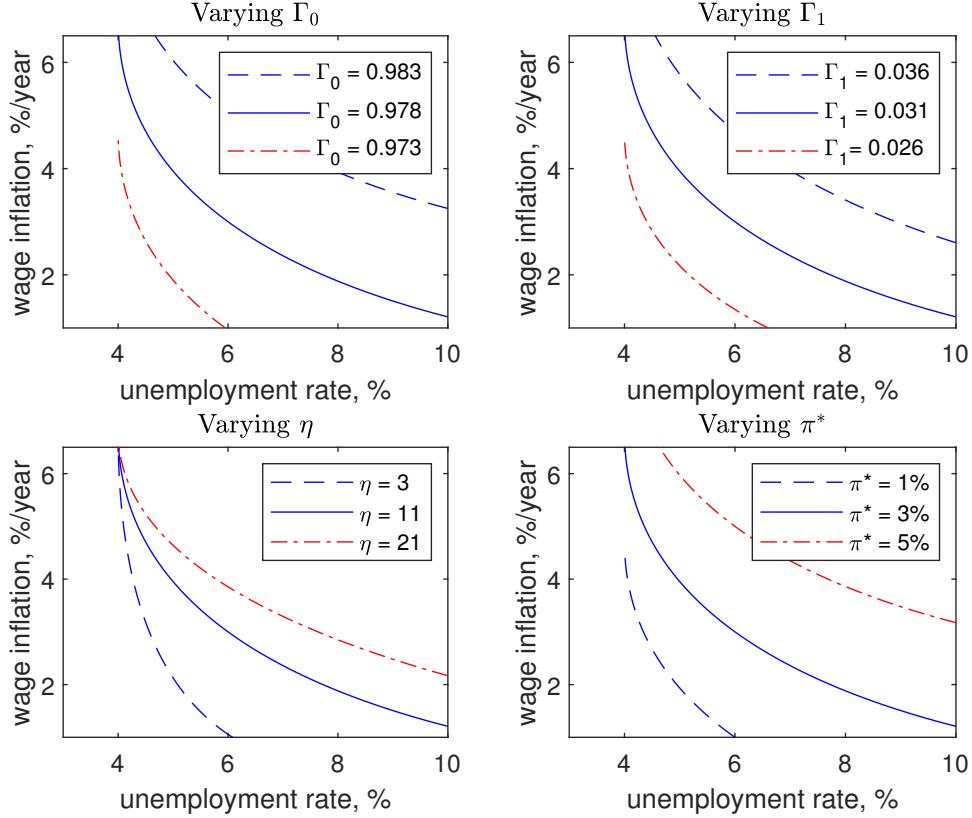 Varying Γ₀
wage inflation, %/year
6
4
2
Γ₀ = 0.983
Γ₀ = 0.978
Γ₀ = 0.973
4 6 8 10
unemployment rate, %
Varying Γ₁
wage inflation, %/year
6
4
2
Γ₁ = 0.036
Γ₁ = 0.031
Γ₁= 0.026
4 6 8 10
unemployment rate, %
Varying η
wage inflation, %/year
6
4
2
η = 3
η = 11
η = 21
4 6 8 10
unemployment rate, %
Varying π*
wage inflation, %/year
6
4
2
π* = 1%
π* = 3%
π* = 5%
4 6 8 10
unemployment rate, %